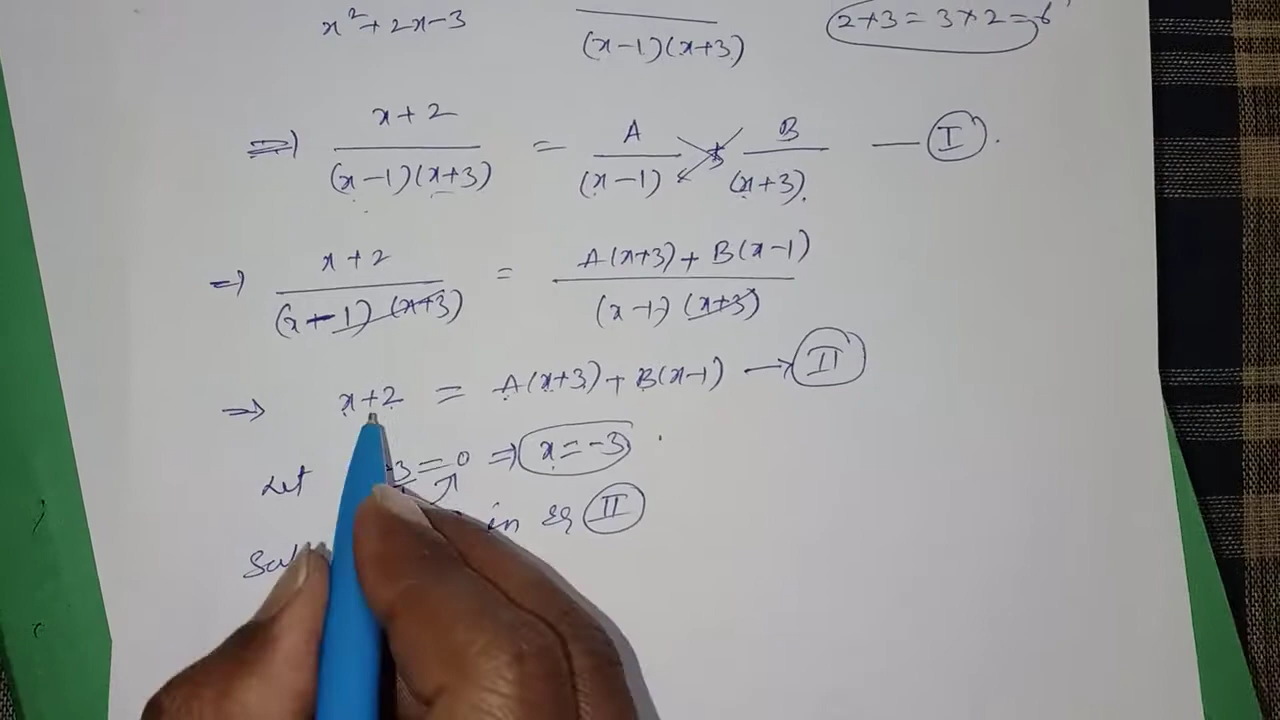 x² + 2x - 3 / (x-1)(x+3) 2+3 = 3×2 = 6
⇒ x+2 / (x-1)(x+3) = A / (x-1) + B / (x+3) — I .
⇒ x+2 / (x-1)(x+3) = A(x+3) + B(x-1) / (x-1)(x+3)
⇒ x+2 = A(x+3) + B(x-1) → II
Let 3 = 0 ⇒ x = -3
in Eq II